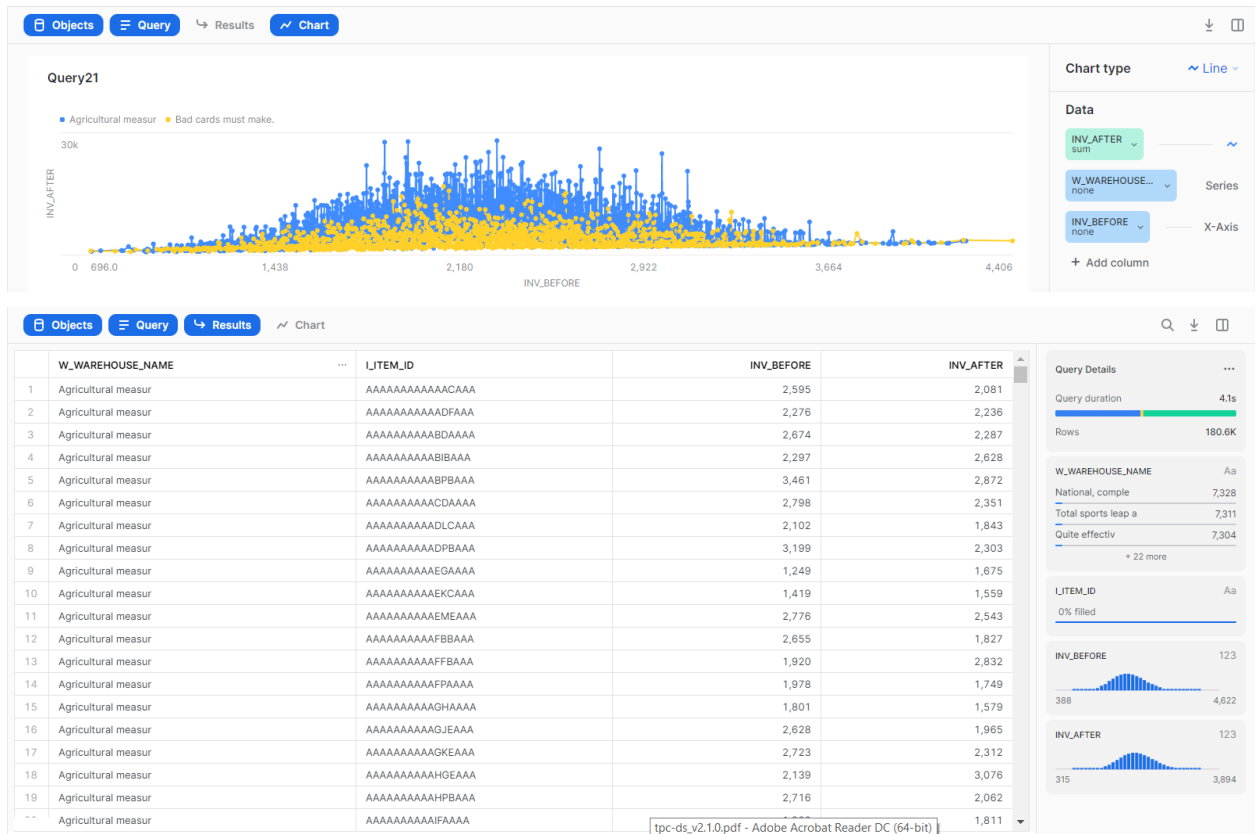 Objects Query Results Chart
Chart type Line
Query21
Data
Agricultural measur Bad cards must make.
30k
INV_AFTER
INV_AFTER
sum
W_WAREHOUSE...
none
Series
INV_BEFORE
none
X-Axis
+ Add column
0 696.0 1,438 2,180 2,922 3,664 4,406
INV_BEFORE
Objects Query Results Chart
W_WAREHOUSE_NAME ... I_ITEM_ID INV_BEFORE INV_AFTER
1 Agricultural measur AAAAAAAAAAAACAAA 2,595 2,081
2 Agricultural measur AAAAAAAAAAADFAAA 2,276 2,236
3 Agricultural measur AAAAAAAAAABDAAAA 2,674 2,287
4 Agricultural measur AAAAAAAAAABIBAAA 2,297 2,628
5 Agricultural measur AAAAAAAAAABPBAAA 3,461 2,872
6 Agricultural measur AAAAAAAAAACDAAAA 2,798 2,351
7 Agricultural measur AAAAAAAAAADLCAAA 2,102 1,843
8 Agricultural measur AAAAAAAAAADPBAAA 3,199 2,303
9 Agricultural measur AAAAAAAAAAEGAAAA 1,249 1,675
10 Agricultural measur AAAAAAAAAAEKCAAA 1,419 1,559
11 Agricultural measur AAAAAAAAAAEMEAAA 2,776 2,543
12 Agricultural measur AAAAAAAAAAFBBAAA 2,655 1,827
13 Agricultural measur AAAAAAAAAAFFBAAA 1,920 2,832
14 Agricultural measur AAAAAAAAAAFPAAAA 1,978 1,749
15 Agricultural measur AAAAAAAAAAGHAAAA 1,801 1,579
16 Agricultural measur AAAAAAAAAAGJEAAA 2,628 1,965
17 Agricultural measur AAAAAAAAAAGKEAAA 2,723 2,312
18 Agricultural measur AAAAAAAAAAHGEAAA 2,139 3,076
19 Agricultural measur AAAAAAAAAAHPBAAA 2,716 2,062
Agricultural measur AAAAAAAAAAIFAAAA 1,811
tpc-ds_v2.1.0.pdf - Adobe Acrobat Reader DC (64-bit)
Query Details ...
Query duration 4.1s
Rows 180.6K
W_WAREHOUSE_NAME Aa
National, comple 7,328
Total sports leap a 7,311
Quite effectiv 7,304
+ 22 more
I_ITEM_ID Aa
0% filled
INV_BEFORE 123
388 4,622
INV_AFTER 123
315 3,894